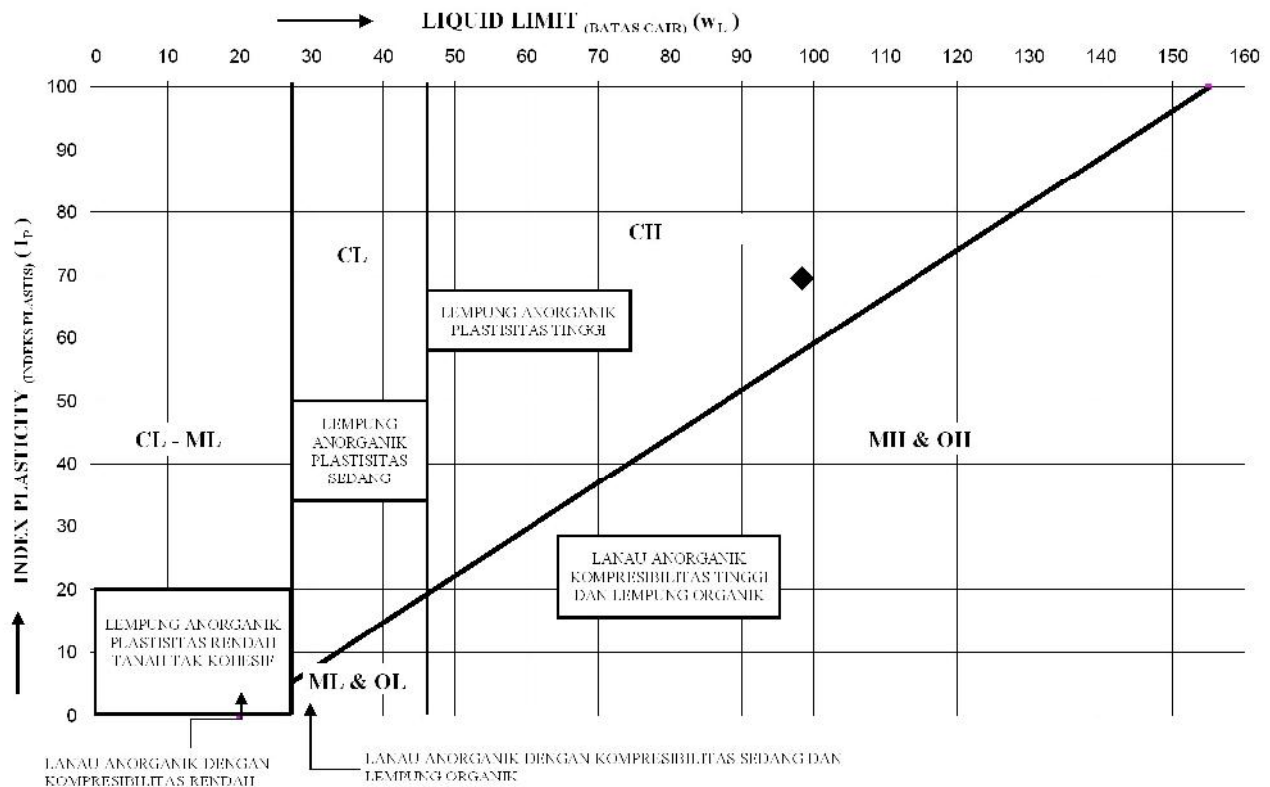 LIQUID LIMIT (BATAS CAIR) (wL )
0 10 20 30 40 50 60 70 80 90 100 110 120 130 140 150 160
100
90
80
70
60
50
40
30
20
10
0
INDEX PLASTICITY (INDEKS PLASTIS) (IP )
CL
CH
LEMPUNG ANORGANIK
PLASTISITAS TINGGI
CL - ML
LEMPUNG
ANORGANIK
PLASTISITAS
SEDANG
MH & OH
LANAU ANORGANIK
KOMPRESIBILITAS TINGGI
DAN LEMPUNG ORGANIK
LEMPUNG ANORGANIK
PLASTISITAS RENDAH
TANAH TAK KOHESIF
ML & OL
LANAU ANORGANIK DENGAN
KOMPRESIBILITAS RENDAH
LANAU ANORGANIK DENGAN KOMPRESIBILITAS SEDANG DAN
LEMPUNG ORGANIK